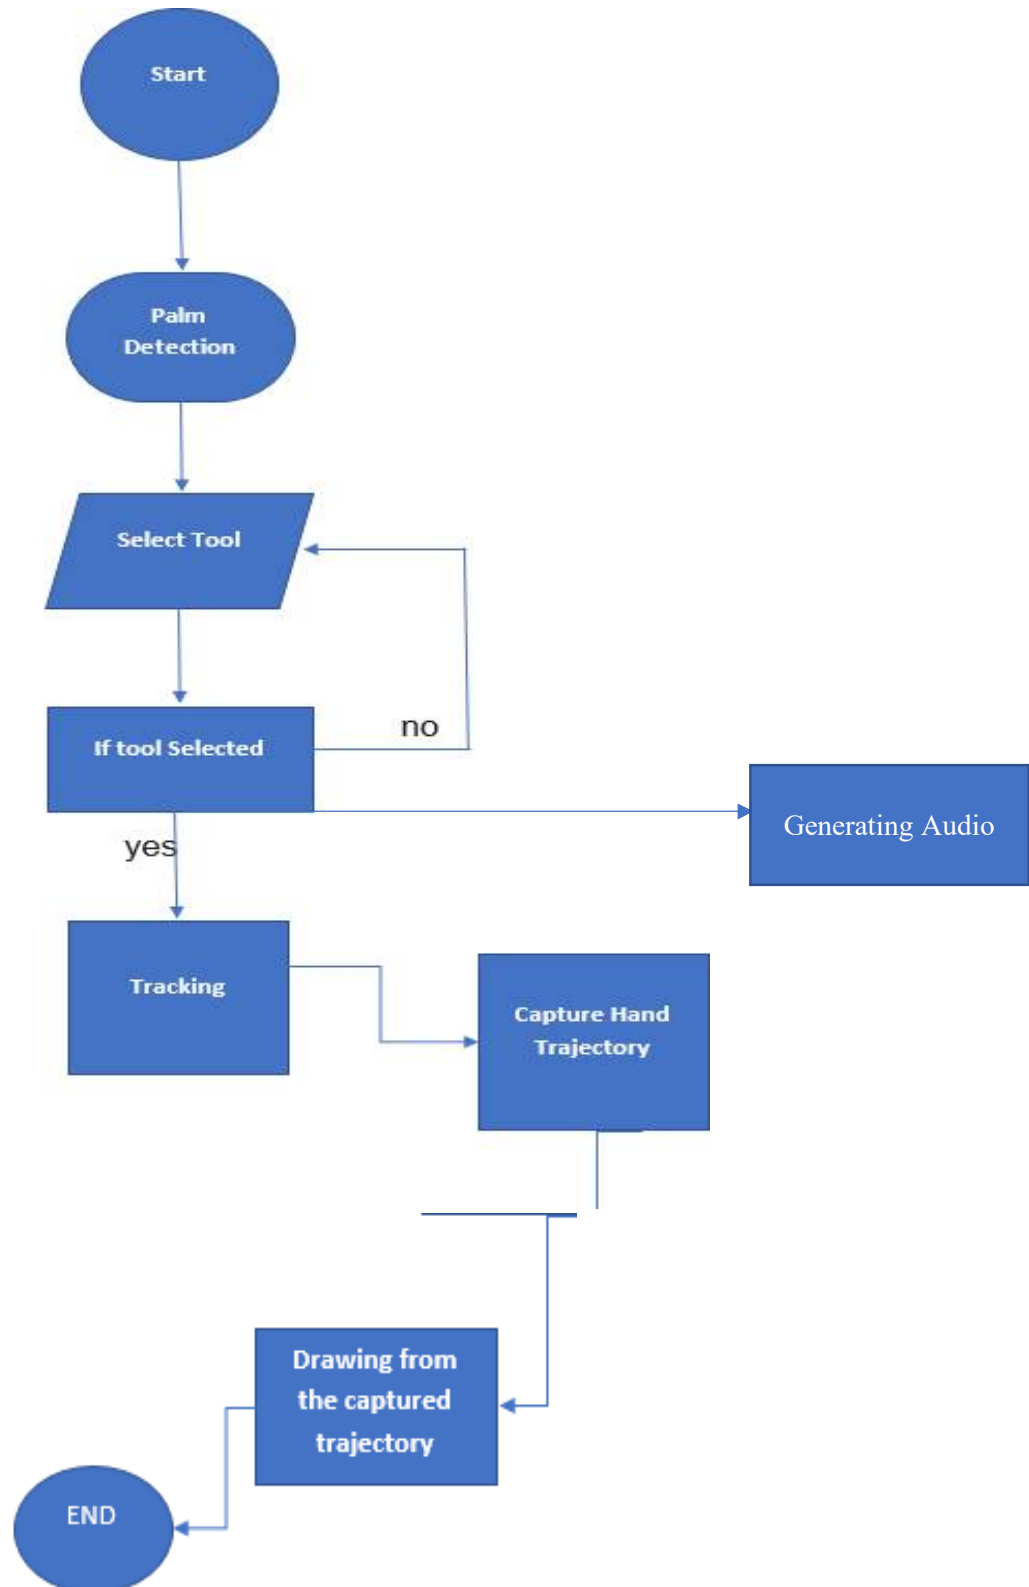 Start
Palm
Detection
Select Tool
If tool Selected
no
Generating Audio
yes
Tracking
Capture Hand
Trajectory
Drawing from
the captured
trajectory
END